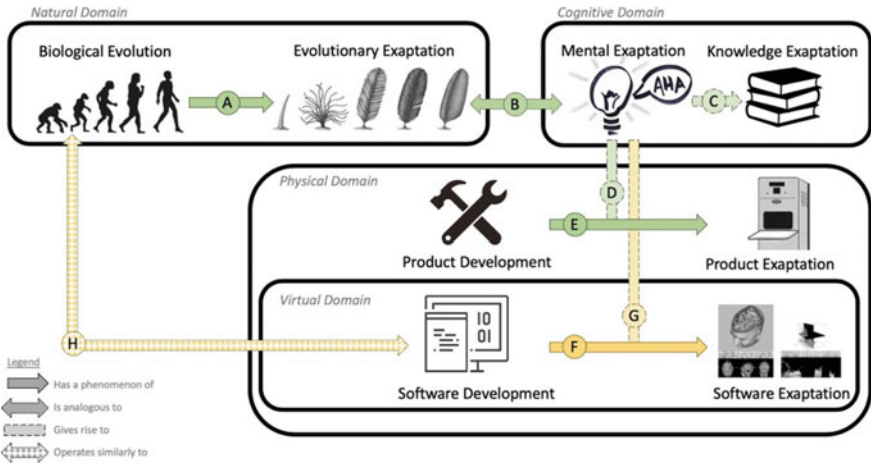 Natural Domain
Biological Evolution
Evolutionary Exaptation
A
B
Cognitive Domain
Mental Exaptation
Knowledge Exaptation
AHA
C
Physical Domain
D
E
Product Development
Product Exaptation
Virtual Domain
10
01
G
F
H
Software Development
Software Exaptation
Legend
Has a phenomenon of
Is analogous to
Gives rise to
Operates similarly to